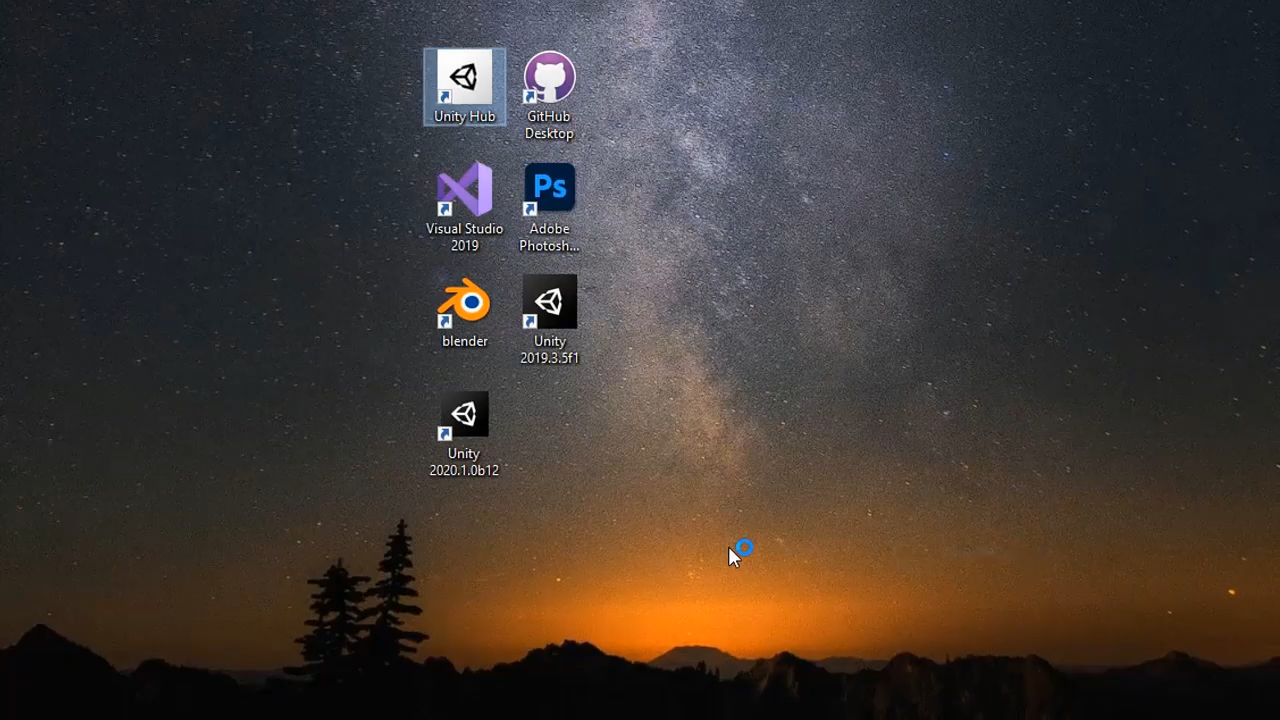 Unity Hub
GitHub
Desktop
Visual Studio
2019
Ps
Adobe
Photosh...
blender
Unity
2019.3.5f1
Unity
2020.1.0b12